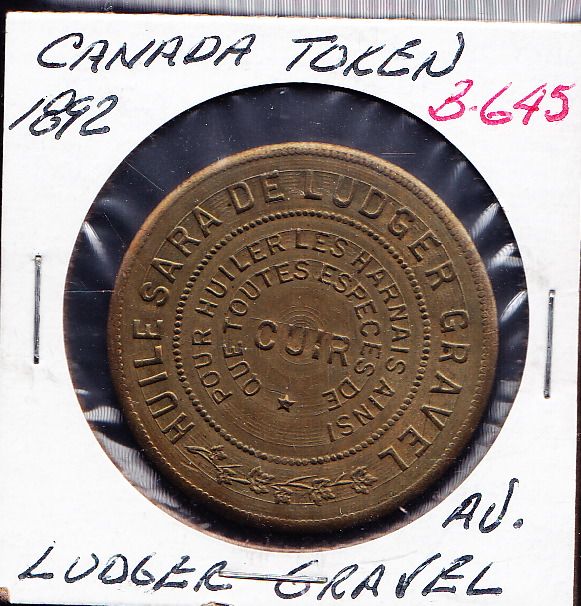 CANADA TOKEN
1892
B-645
HUILE SARA DE LUDGER GRAVEL
POUR HUILER LES HARNAIS AINSI
QUE TOUTES ESPECES DE
CUIR
AU.
LUDGER GRAVEL